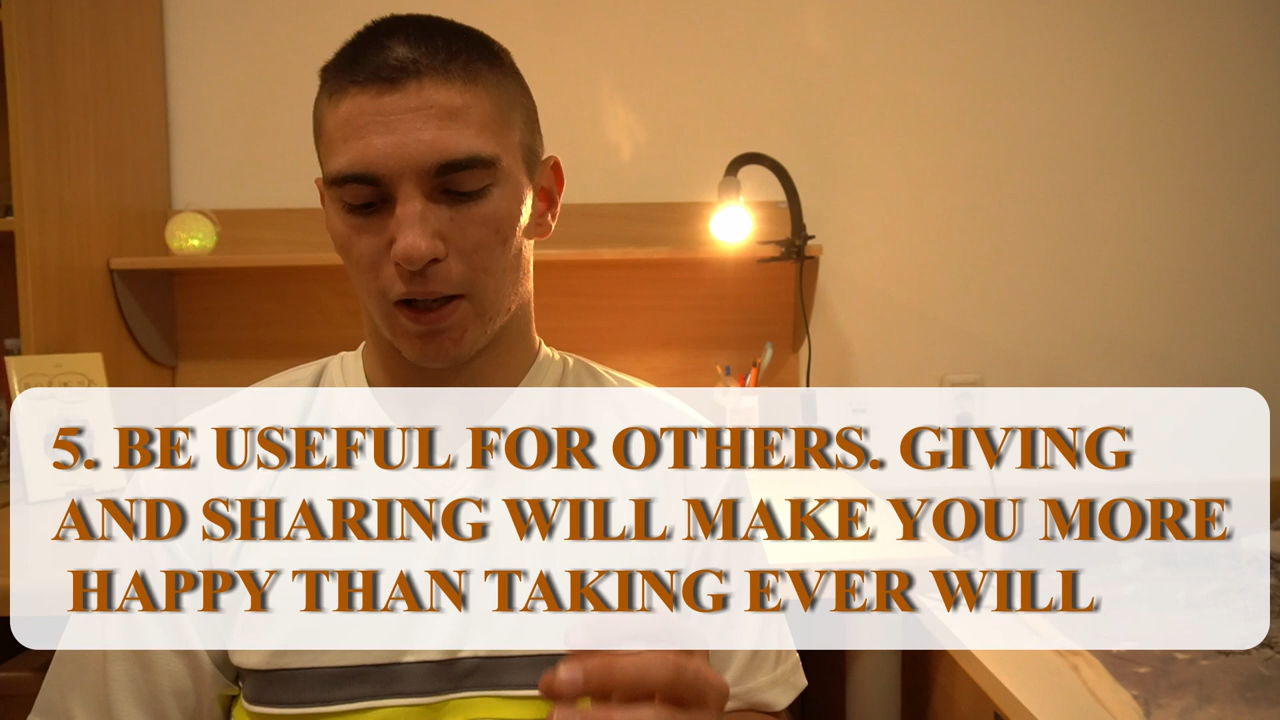 5. BE USEFUL FOR OTHERS. GIVING
AND SHARING WILL MAKE YOU MORE
HAPPY THAN TAKING EVER WILL